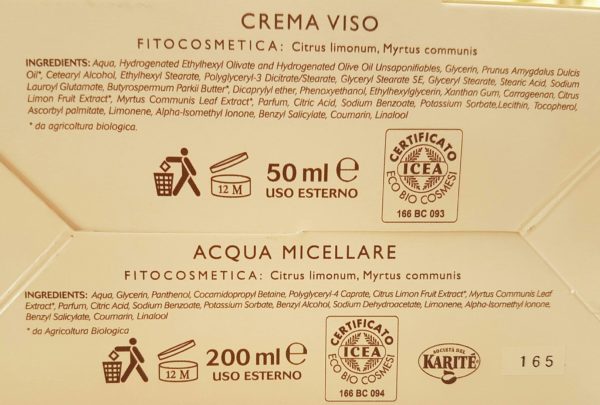 CREMA VISO
FITOCOSMETICA: Citrus limonum, Myrtus communis
INGREDIENTS: Aqua, Hydrogenated Ethylhexyl Olivate and Hydrogenated Olive Oil Unsaponifiables, Glycerin, Prunus Amygdalus Dulcis
Oil*, Cetearyl Alcohol, Ethylhexyl Stearate, Polyglyceryl-3 Dicitrate/Stearate, Glyceryl Stearate SE, Glyceryl Stearate, Stearic Acid, Sodium
Lauroyl Glutamate, Butyrospermum Parkii Butter*, Dicaprylyl ether, Phenoxyethanol, Ethylhexylglycerin, Xanthan Gum, Carrageenan, Citrus
Limon Fruit Extract*, Myrtus Communis Leaf Extract*, Parfum, Citric Acid, Sodium Benzoate, Potassium Sorbate,Lecithin, Tocopherol,
Ascorbyl palmitate, Limonene, Alpha-Isomethyl Ionone, Benzyl Salicylate, Coumarin, Linalool
* da agricoltura biologica.
12 M
50 ml e
USO ESTERNO
CERTIFICATO
ICEA
ECO BIO COSMESI
166 BC 093
ACQUA MICELLARE
FITOCOSMETICA: Citrus limonum, Myrtus communis
INGREDIENTS: Aqua, Glycerin, Panthenol, Cocamidopropyl Betaine, Polyglyceryl-4 Caprate, Citrus Limon Fruit Extract*, Myrtus Communis Leaf
Extract*, Parfum, Citric Acid, Sodium Benzoate, Potassium Sorbate, Benzyl Alcohol, Sodium Dehydroacetate, Limonene, Alpha-Isomethyl Ionone,
Benzyl Salicylate, Coumarin, Linalool
* da Agricoltura Biologica
12 M
200 ml e
USO ESTERNO
CERTIFICATO
ICEA
ECO BIO COSMESI
166 BC 094
SOCIETÀ DEL
KARITÉ
165